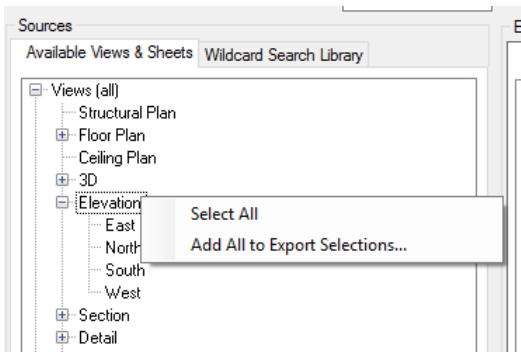 Sources
Available Views & Sheets Wildcard Search Library
Views (all)
Structural Plan
Floor Plan
Ceiling Plan
3D
Elevation
Select All
East
North
Add All to Export Selections...
South
West
Section
Detail